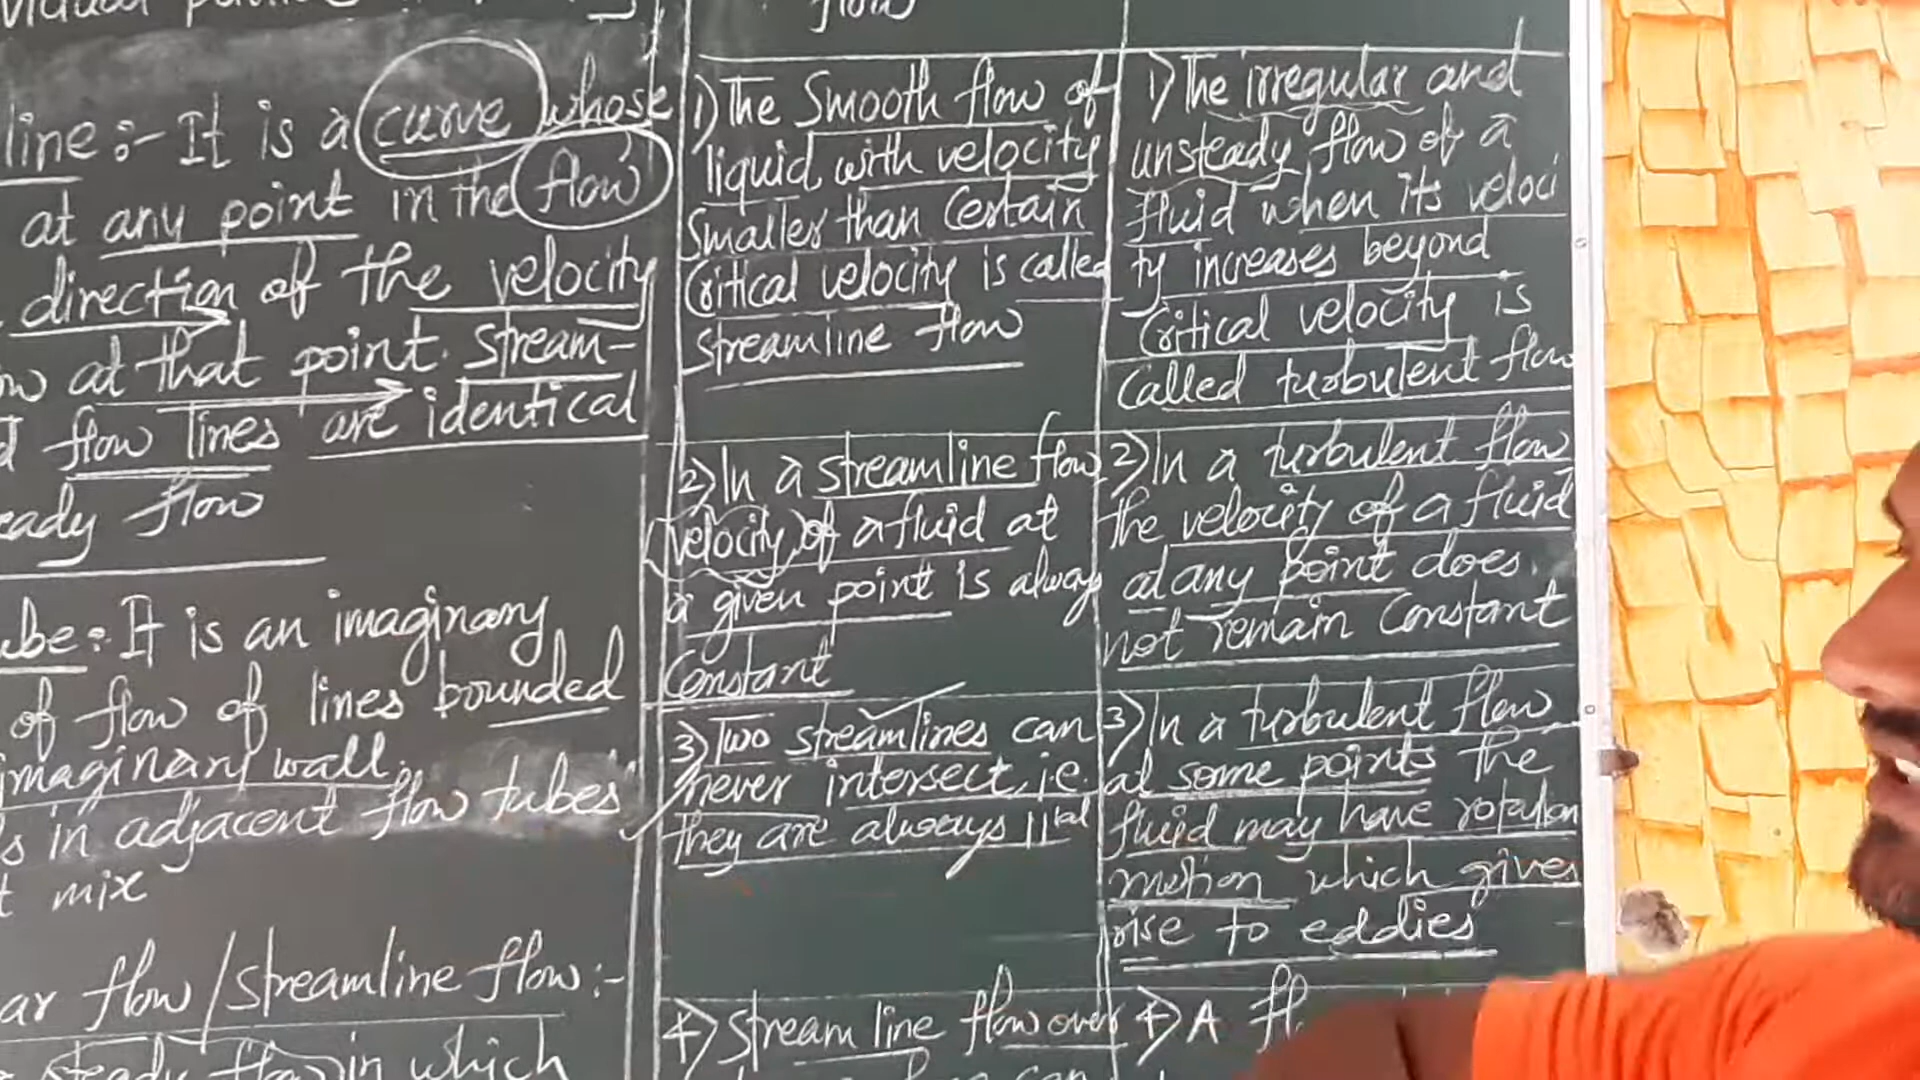 flow
line :- It is a curve whose
at any point in the flow
direction of the velocity
at that point. Stream-
flow lines are identical
eady flow
ube :- It is an imaginary
of flow of lines bounded
imaginary wall.
s in adjacent flow tubes
t mix
ar flow / Streamline flow :-
steady flow in which
1) The Smooth flow of
liquid with velocity
Smaller than Certain
Critical velocity is called
Streamline flow
2) In a streamline flow
velocity of a fluid at
a given point is always
Constant
3) Two streamlines can
never intersect, i.e.
they are always ||al
4) Stream line flow over
can
1) The irregular and
unsteady flow of a
fluid when its veloci
ty increases beyond
Critical velocity is
Called turbulent flow
2) In a turbulent flow
the velocity of a fluid
at any point does
not remain Constant
3) In a turbulent flow
at some points the
fluid may have rotation
motion which gives
rise to eddies
4) A fl